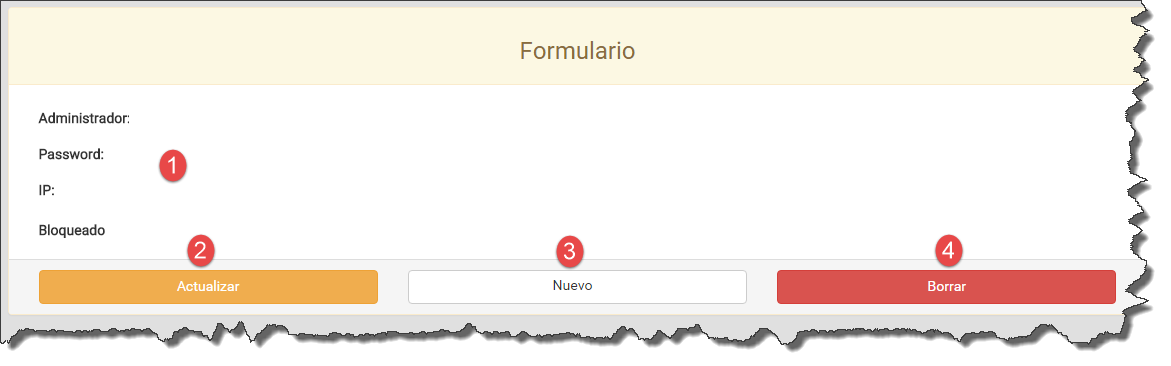 Formulario
Administrador:
Password:
1
IP:
Bloqueado
2 3 4
Actualizar Nuevo Borrar